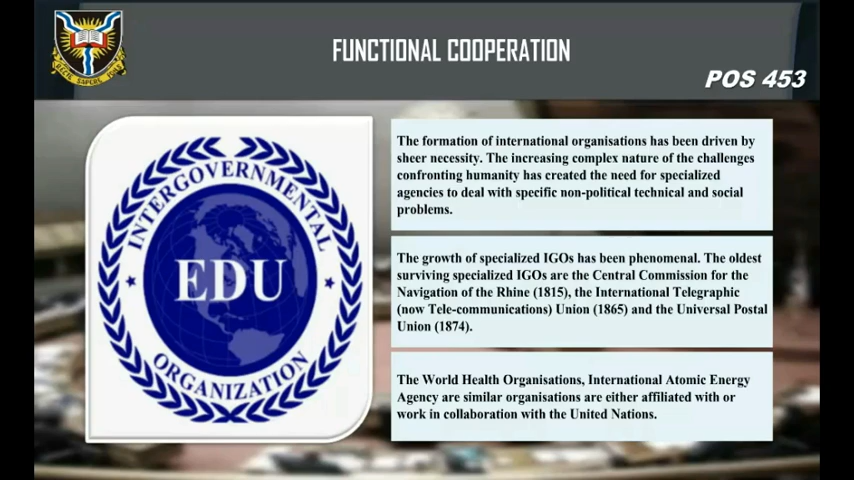 FUNCTIONAL COOPERATION
POS 453
INTERGOVERNMENTAL
EDU
ORGANIZATION
The formation of international organisations has been driven by
sheer necessity. The increasing complex nature of the challenges
confronting humanity has created the need for specialized
agencies to deal with specific non-political technical and social
problems.
The growth of specialized IGOs has been phenomenal. The oldest
surviving specialized IGOs are the Central Commission for the
Navigation of the Rhine (1815), the International Telegraphic
(now Tele-communications) Union (1865) and the Universal Postal
Union (1874).
The World Health Organisations, International Atomic Energy
Agency are similar organisations are either affiliated with or
work in collaboration with the United Nations.